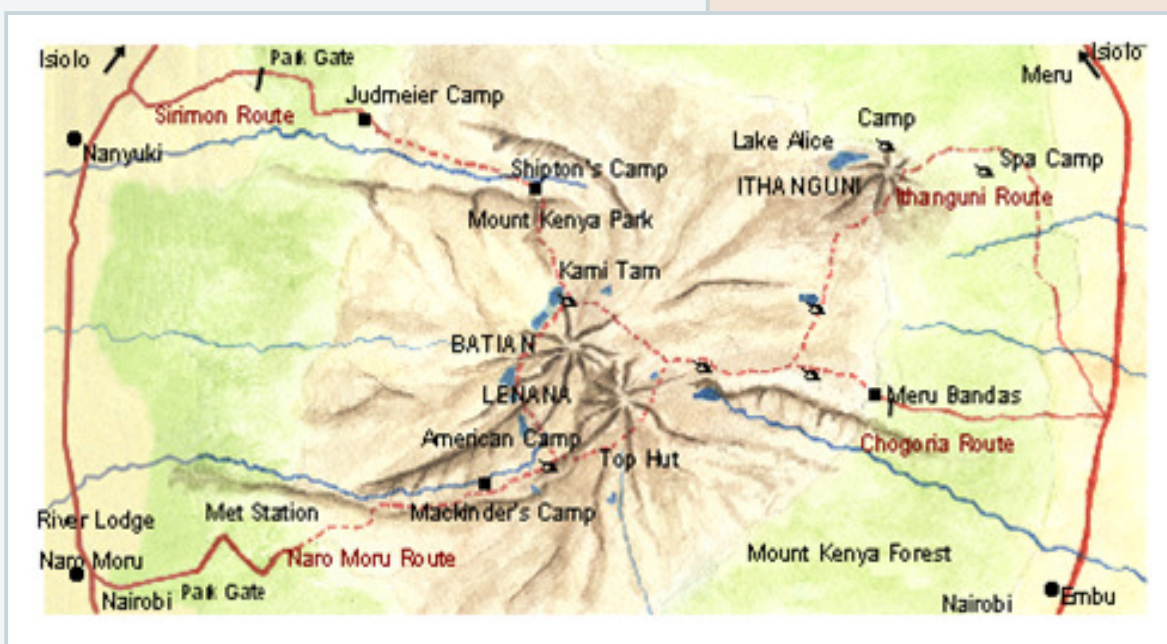 Isiolo
Park Gate
Isiolo
Meru
Judmeier Camp
Sirimon Route
Camp
Lake Alice
Nanyuki
Spa Camp
Shipton's Camp
ITHANGUNI
Ithanguni Route
Mount Kenya Park
Kami Tarn
BATIAN
LENANA
Meru Bandas
American Camp
Chogoria Route
Top Hut
River Lodge
Met Station
Mackinder's Camp
Naro Moru
Naro Moru Route
Mount Kenya Forest
Park Gate
Nairobi
Nairobi
Embu